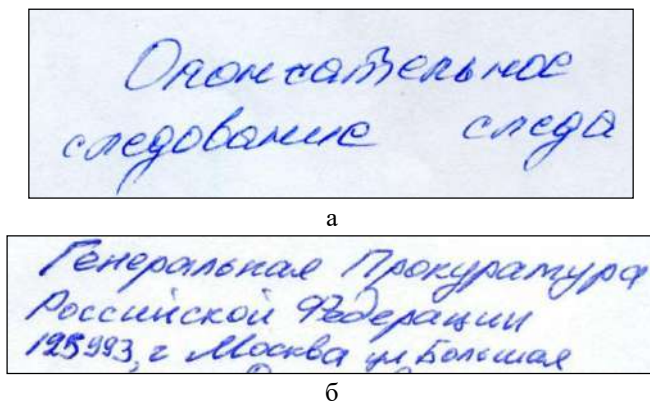 Окончательное
следование следа
а
Генеральная Прокуратура
Российской Федерации
125993, г Москва ул Большая
б